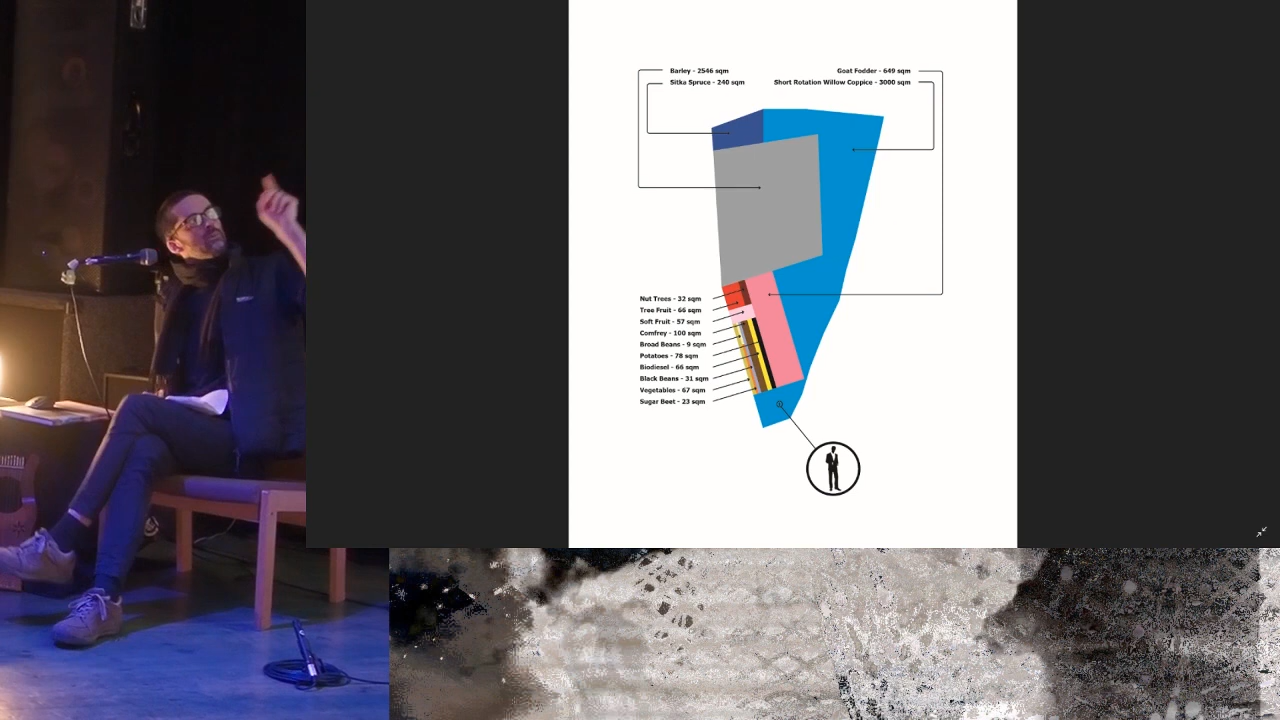 Barley - 2546 sqm
Sitka Spruce - 240 sqm
Goat Fodder - 649 sqm
Short Rotation Willow Coppice - 3000 sqm
Nut Trees - 32 sqm
Tree Fruit - 66 sqm
Soft Fruit - 57 sqm
Comfrey - 100 sqm
Broad Beans - 9 sqm
Potatoes - 78 sqm
Biodiesel - 66 sqm
Black Beans - 31 sqm
Vegetables - 67 sqm
Sugar Beet - 23 sqm